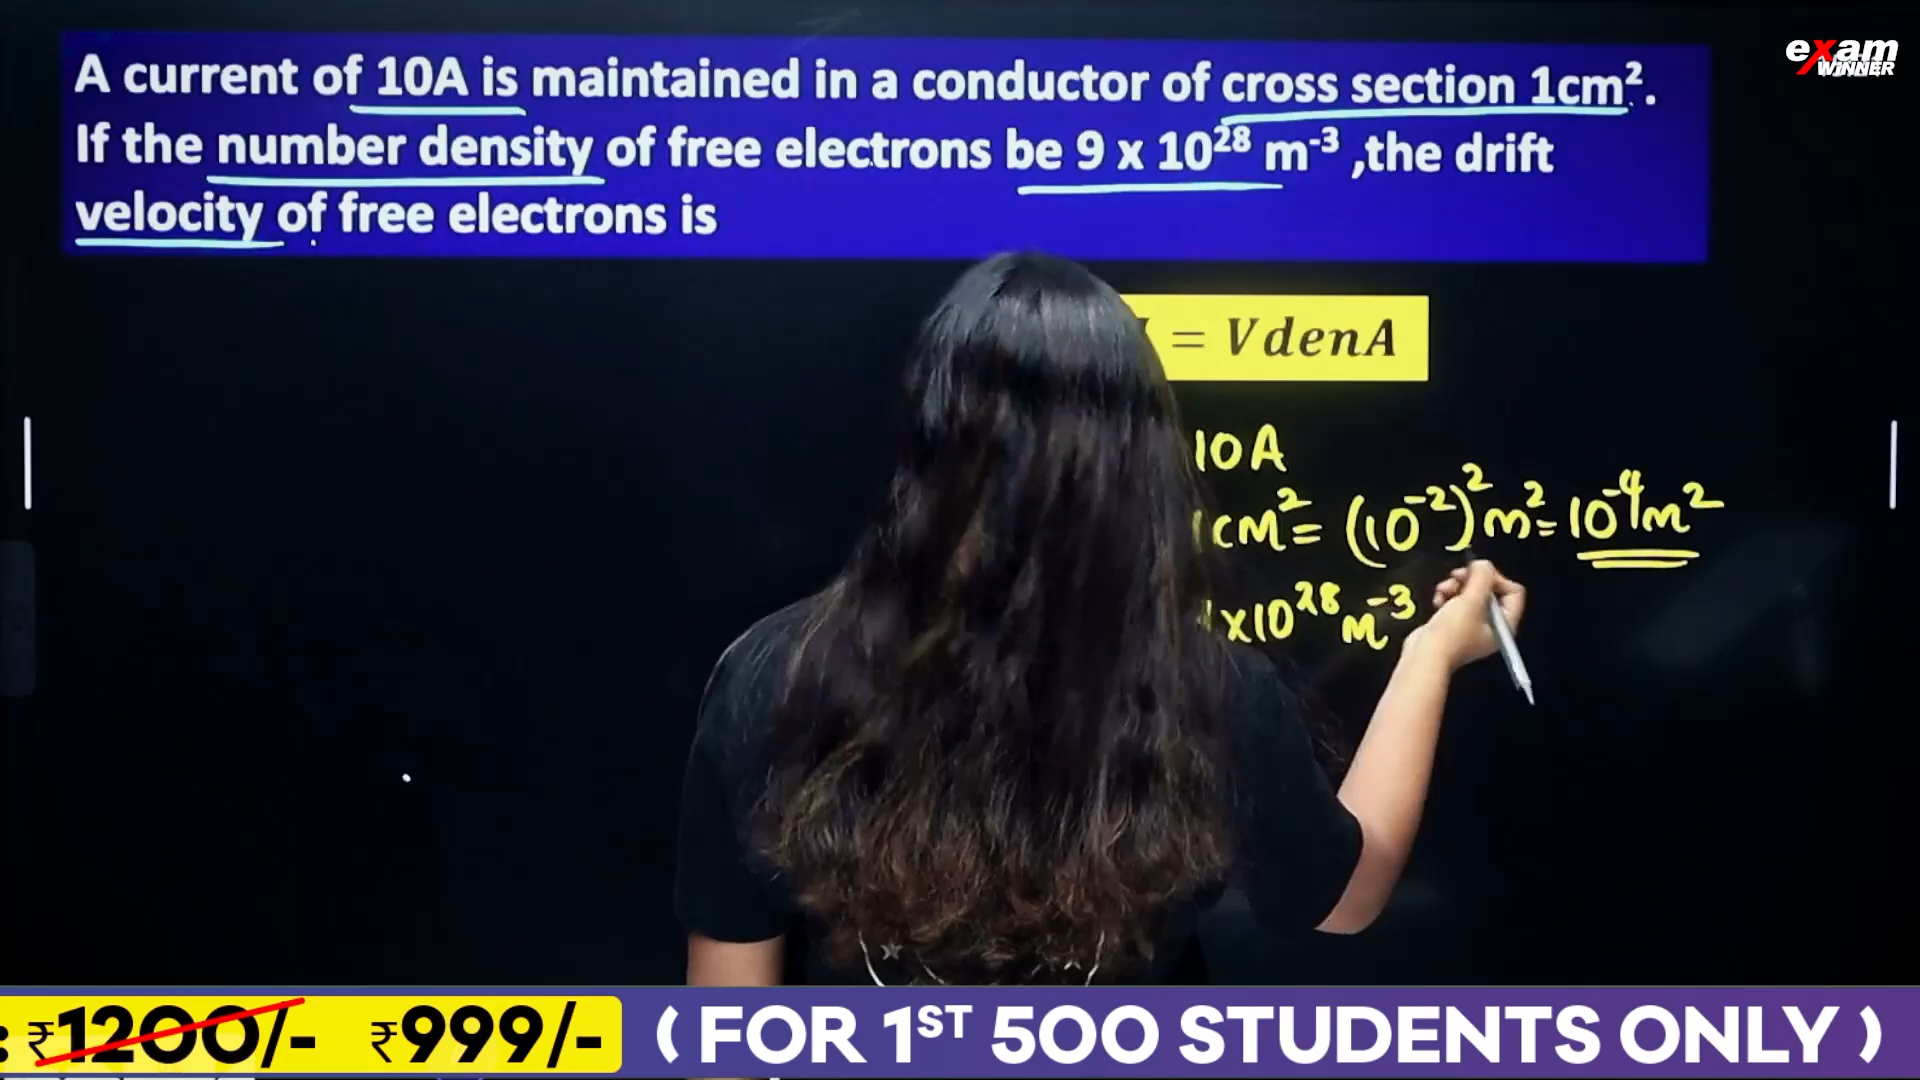 exam
WINNER
A current of 10A is maintained in a conductor of cross section 1cm².
If the number density of free electrons be 9 x 10²⁸ m⁻³ ,the drift
velocity of free electrons is
= VdenA
10A
1cm² = (10⁻²)² m² = 10⁻⁴m²
x10²⁸ m⁻³
: ₹1200/- ₹999/- ( FOR 1ST 500 STUDENTS ONLY )